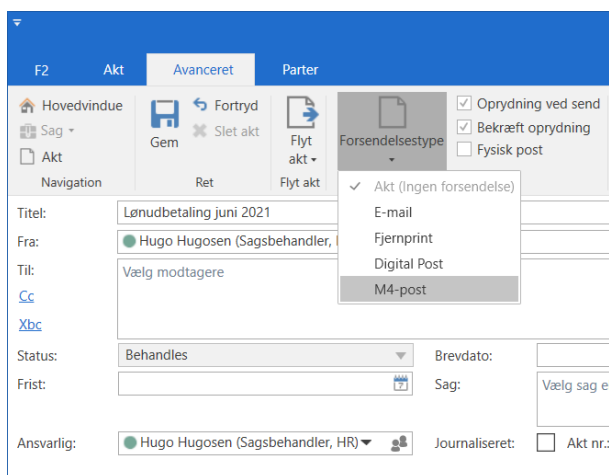 F2 Akt Avanceret Parter
Hovedvindue
Sag
Akt
Navigation
Gem
Fortryd
Slet akt
Ret
Flyt
akt
Flyt akt
Forsendelsestype
Oprydning ved send
Bekræft oprydning
Fysisk post
Akt (Ingen forsendelse)
E-mail
Fjernprint
Digital Post
M4-post
Titel: Lønudbetaling juni 2021
Fra: Hugo Hugosen (Sagsbehandler,
Til: Vælg modtagere
Cc
Xbc
Status: Behandles Brevdato:
Frist: 7 Sag: Vælg sag e
Ansvarlig: Hugo Hugosen (Sagsbehandler, HR) Journaliseret: Akt nr.: